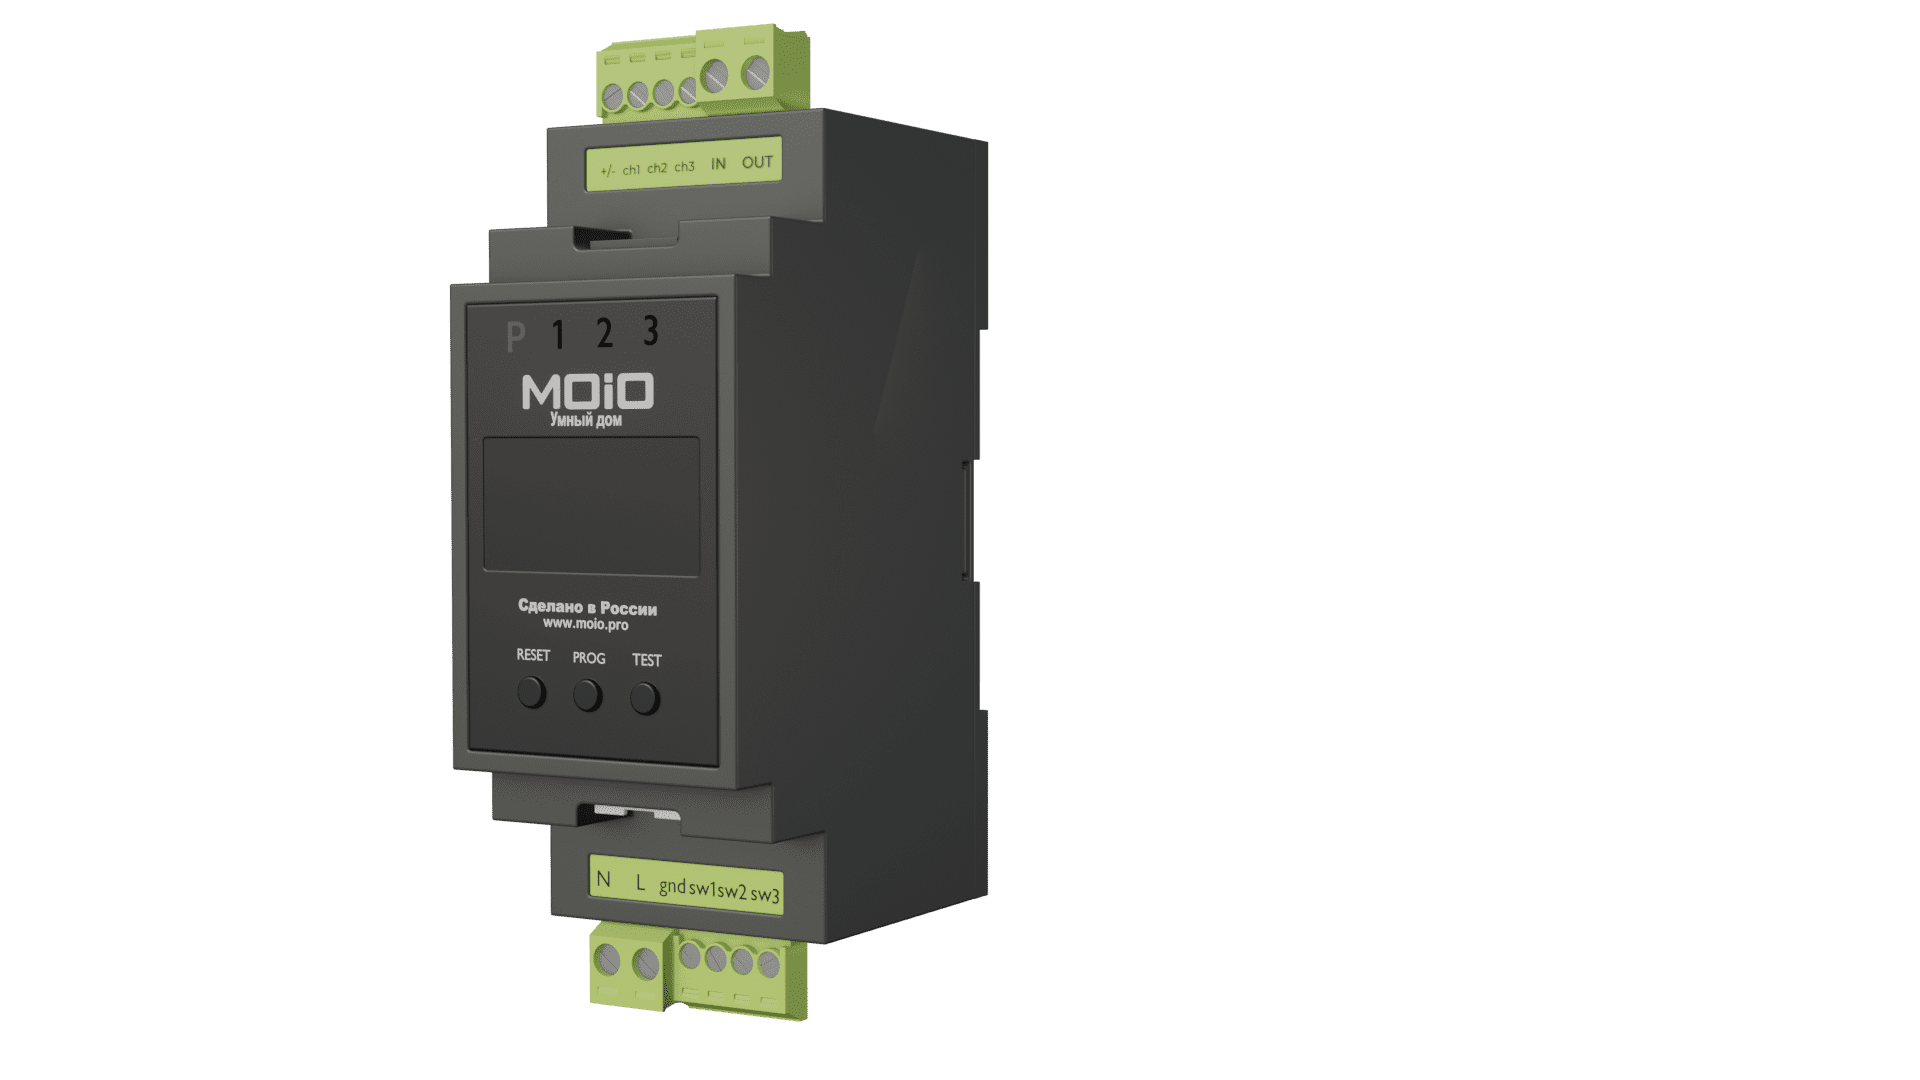 +/- ch1 ch2 ch3 IN OUT
P 1 2 3
MOiO
Умный дом
Сделано в России
www.moio.pro
RESET PROG TEST
N L gnd sw1 sw2 sw3